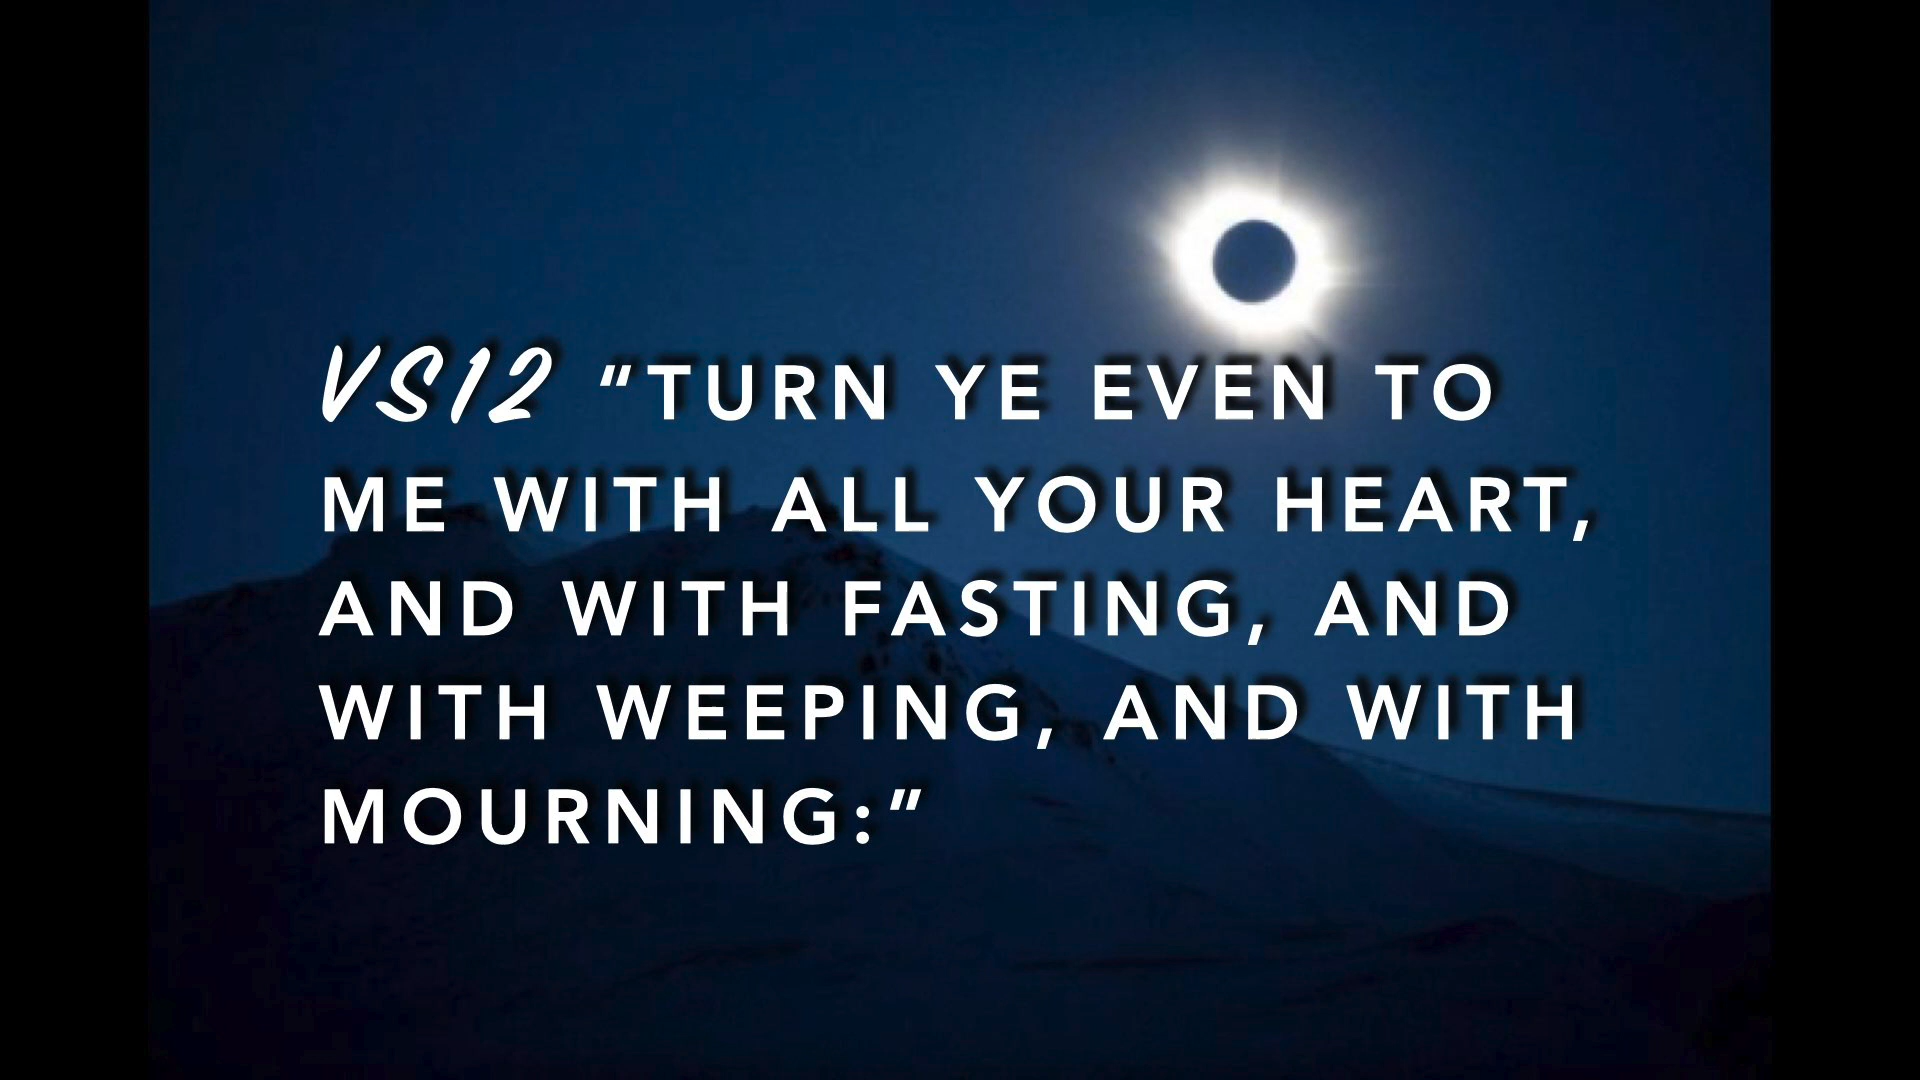 VS12 "TURN YE EVEN TO
ME WITH ALL YOUR HEART,
AND WITH FASTING, AND
WITH WEEPING, AND WITH
MOURNING:"